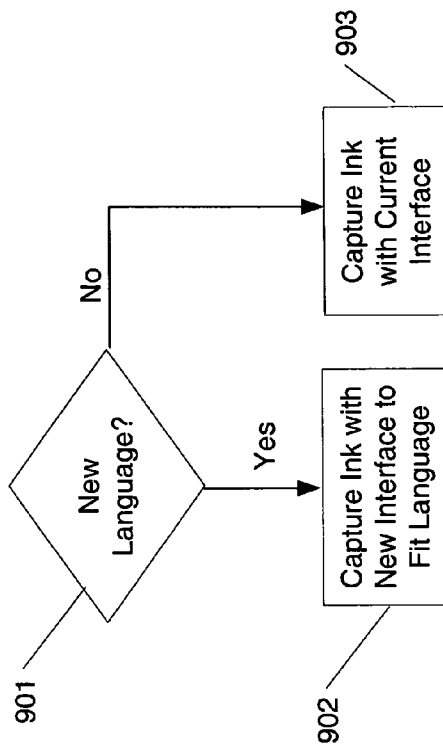 901
New
Language?
No
Yes
902
Capture Ink with
New Interface to
Fit Language
903
Capture Ink
with Current
Interface